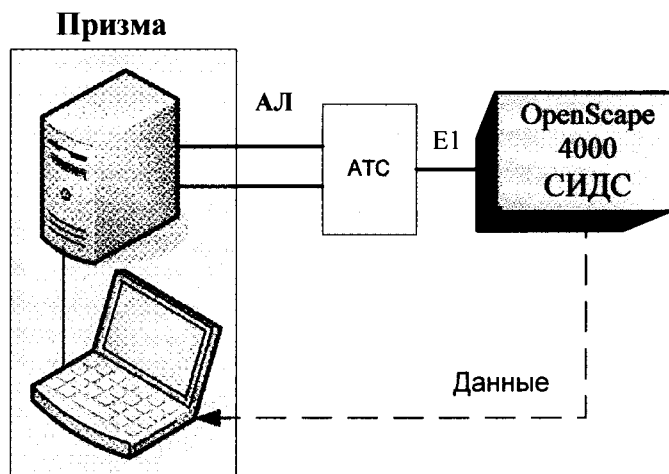 Призма
АЛ
АТС
E1
OpenScape
4000
СИДС
Данные